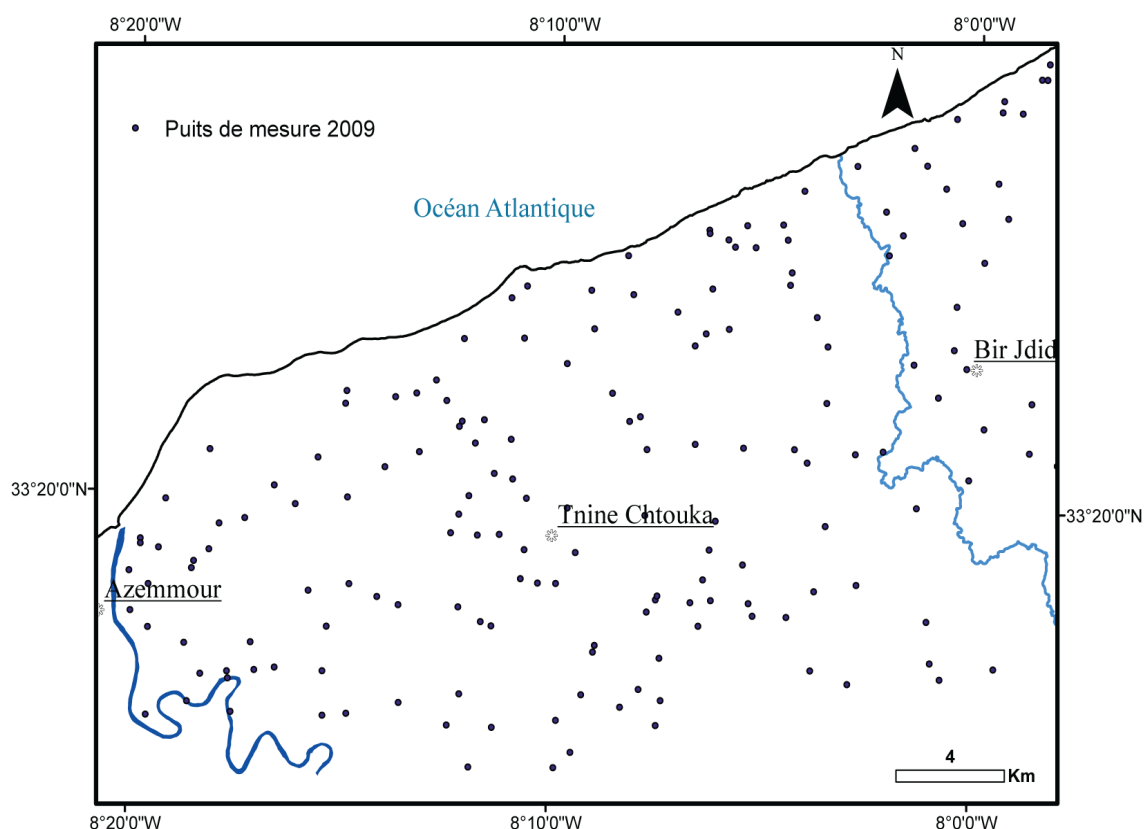 8°20'0"W 8°10'0"W 8°0'0"W
N
Puits de mesure 2009
Océan Atlantique
Bir Jdid
33°20'0"N
Tnine Chtouka
33°20'0"N
Azemmour
4
Km
8°20'0"W 8°10'0"W 8°0'0"W